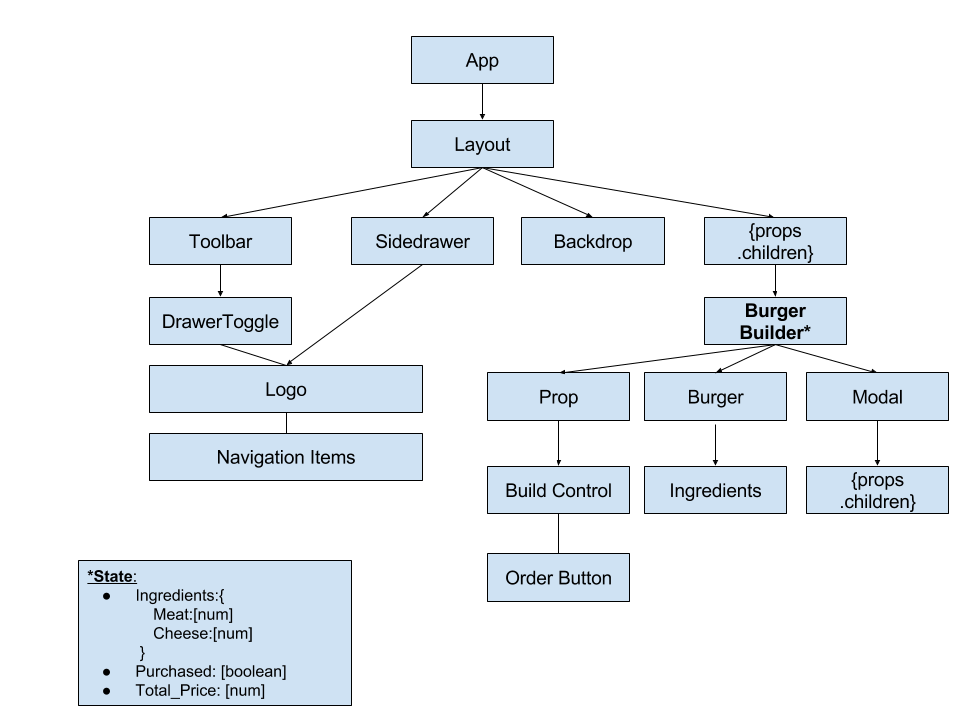 App
Layout
Toolbar
Sidedrawer
Backdrop
{props
.children}
DrawerToggle
Burger
Builder*
Logo
Prop
Burger
Modal
Navigation Items
Build Control
Ingredients
{props
.children}
Order Button
*State:
● Ingredients:{
Meat:[num]
Cheese:[num]
}
● Purchased: [boolean]
● Total_Price: [num]